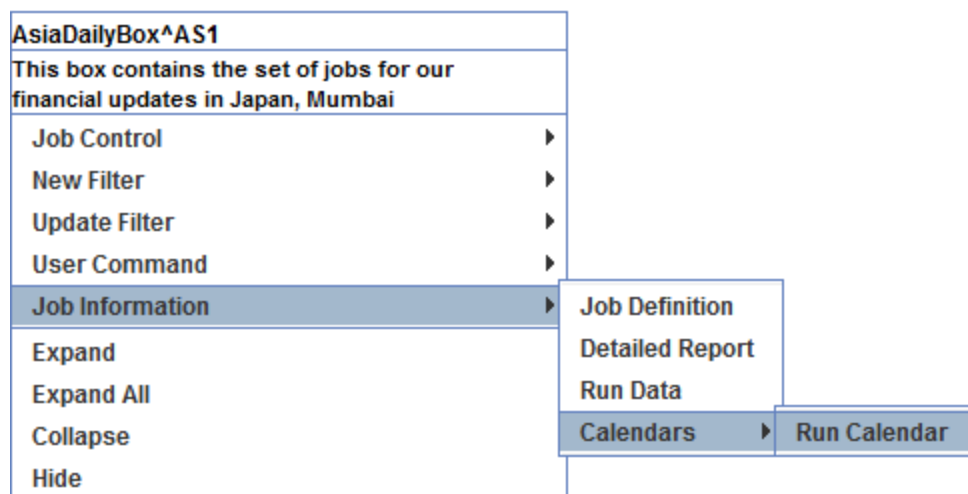 AsiaDailyBox^AS1
This box contains the set of jobs for our
financial updates in Japan, Mumbai
Job Control
New Filter
Update Filter
User Command
Job Information
Expand
Expand All
Collapse
Hide
Job Definition
Detailed Report
Run Data
Calendars
Run Calendar